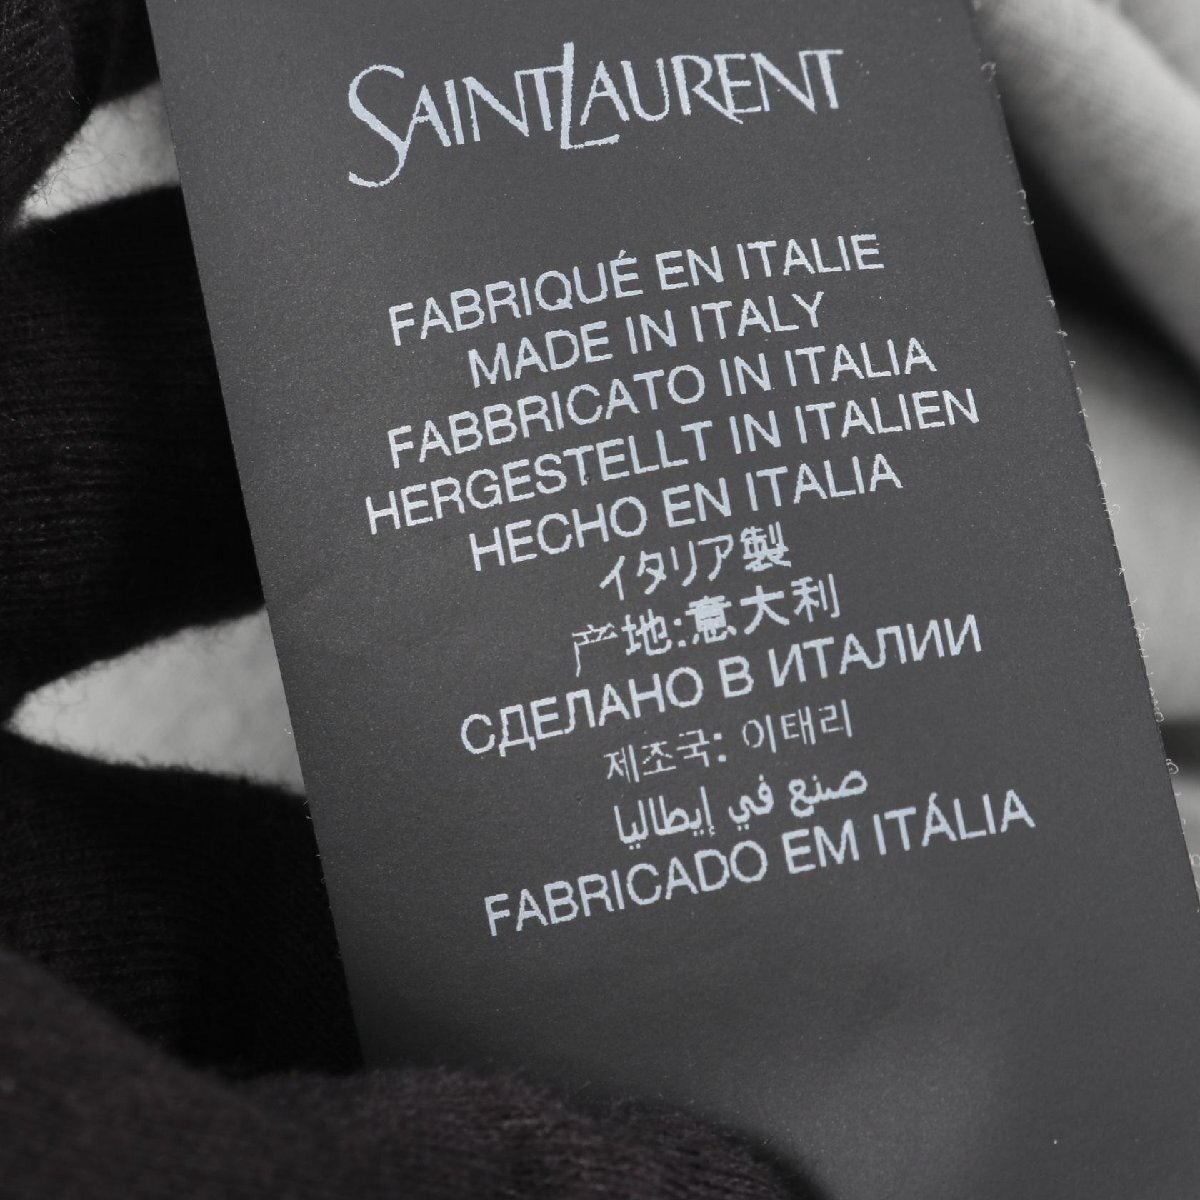 SAINT LAURENT
FABRIQUÉ EN ITALIE
MADE IN ITALY
FABBRICATO IN ITALIA
HERGESTELLT IN ITALIEN
HECHO EN ITALIA
イタリア製
产地:意大利
СДЕЛАНО В ИТАЛИИ
제조국: 이태리
صنع في إيطاليا
FABRICADO EM ITÁLIA